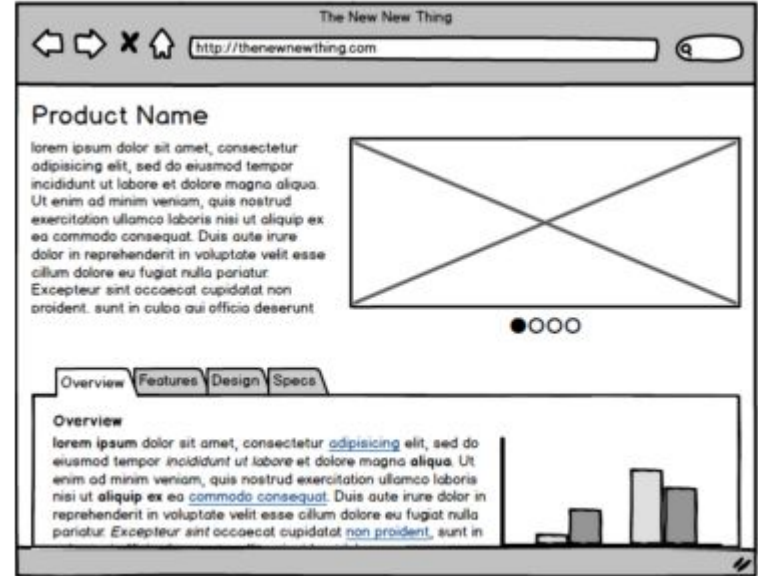 The New New Thing
http://thenewnewthing.com
Product Name
lorem ipsum dolor sit amet, consectetur
adipisicing elit, sed do eiusmod tempor
incididunt ut labore et dolore magna aliqua.
Ut enim ad minim veniam, quis nostrud
exercitation ullamco laboris nisi ut aliquip ex
ea commodo consequat. Duis aute irure
dolor in reprehenderit in voluptate velit esse
cillum dolore eu fugiat nulla pariatur.
Excepteur sint occaecat cupidatat non
proident, sunt in culpa qui officia deserunt
Overview Features Design Specs
Overview
lorem ipsum dolor sit amet, consectetur adipisicing elit, sed do
eiusmod tempor incididunt ut labore et dolore magna aliqua. Ut
enim ad minim veniam, quis nostrud exercitation ullamco laboris
nisi ut aliquip ex ea commodo consequat. Duis aute irure dolor in
reprehenderit in voluptate velit esse cillum dolore eu fugiat nulla
pariatur. Excepteur sint occaecat cupidatat non proident, sunt in